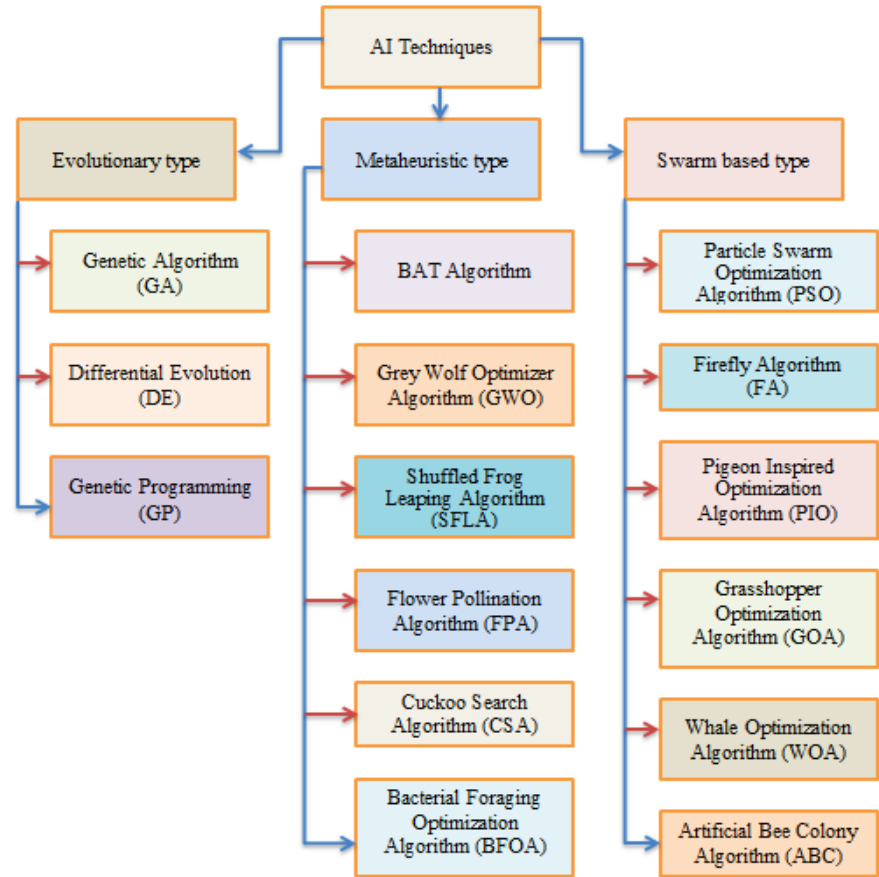 AI Techniques
Evolutionary type
Genetic Algorithm
(GA)
Differential Evolution
(DE)
Genetic Programming
(GP)
Metaheuristic type
BAT Algorithm
Grey Wolf Optimizer
Algorithm (GWO)
Shuffled Frog
Leaping Algorithm
(SFLA)
Flower Pollination
Algorithm (FPA)
Cuckoo Search
Algorithm (CSA)
Bacterial Foraging
Optimization
Algorithm (BFOA)
Swarm based type
Particle Swarm
Optimization
Algorithm (PSO)
Firefly Algorithm
(FA)
Pigeon Inspired
Optimization
Algorithm (PIO)
Grasshopper
Optimization
Algorithm (GOA)
Whale Optimization
Algorithm (WOA)
Artificial Bee Colony
Algorithm (ABC)